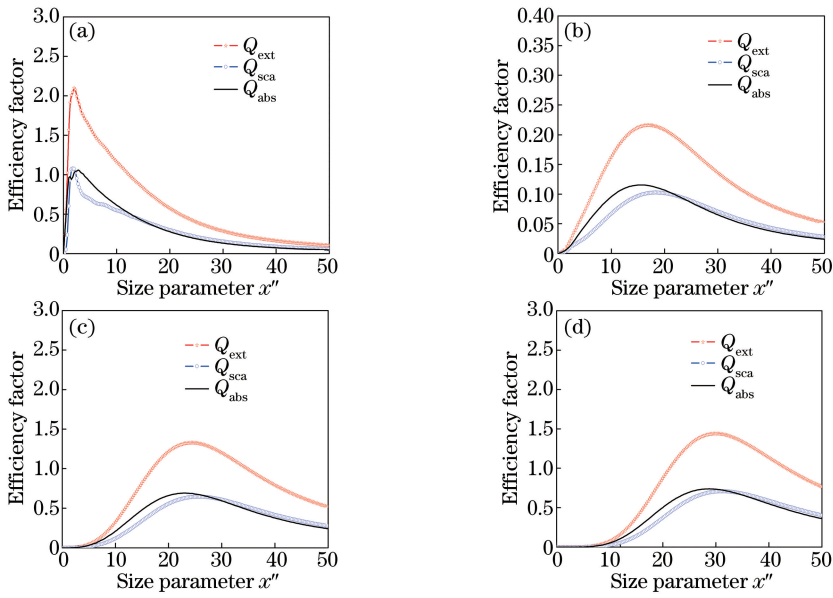 (a)
Q_ext
Q_sca
Q_abs
3.0
2.5
2.0
1.5
1.0
0.5
0
0 10 20 30 40 50
Efficiency factor
Size parameter x″
(b)
Q_ext
Q_sca
Q_abs
0.40
0.35
0.30
0.25
0.20
0.15
0.10
0.05
0
0 10 20 30 40 50
Efficiency factor
Size parameter x″
(c)
Q_ext
Q_sca
Q_abs
3.0
2.5
2.0
1.5
1.0
0.5
0
0 10 20 30 40 50
Efficiency factor
Size parameter x″
(d)
Q_ext
Q_sca
Q_abs
3.0
2.5
2.0
1.5
1.0
0.5
0
0 10 20 30 40 50
Efficiency factor
Size parameter x″